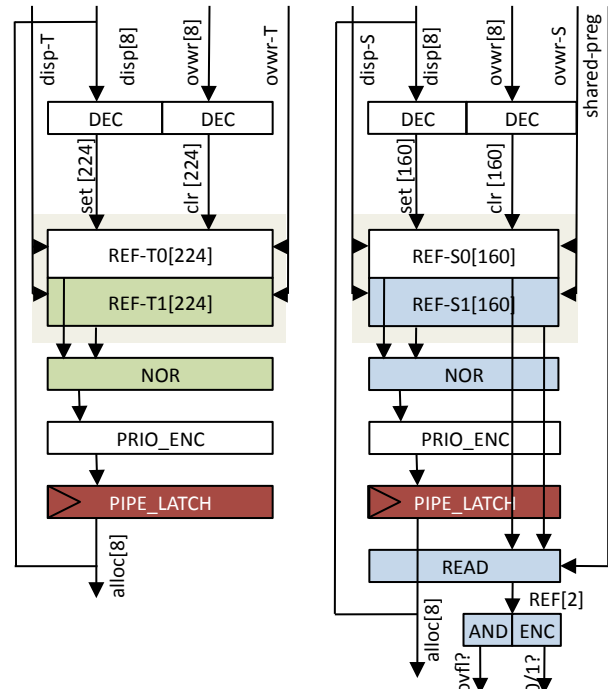 disp-T
disp[8]
ovwr[8]
ovwr-T
DEC
DEC
set [224]
clr [224]
REF-T0[224]
REF-T1[224]
NOR
PRIO_ENC
PIPE_LATCH
alloc[8]
disp-S
disp[8]
ovwr[8]
ovwr-S
shared-preg
DEC
DEC
set [160]
clr [160]
REF-S0[160]
REF-S1[160]
NOR
PRIO_ENC
PIPE_LATCH
READ
alloc[8]
REF[2]
AND
ENC
ovfl?
0/1?